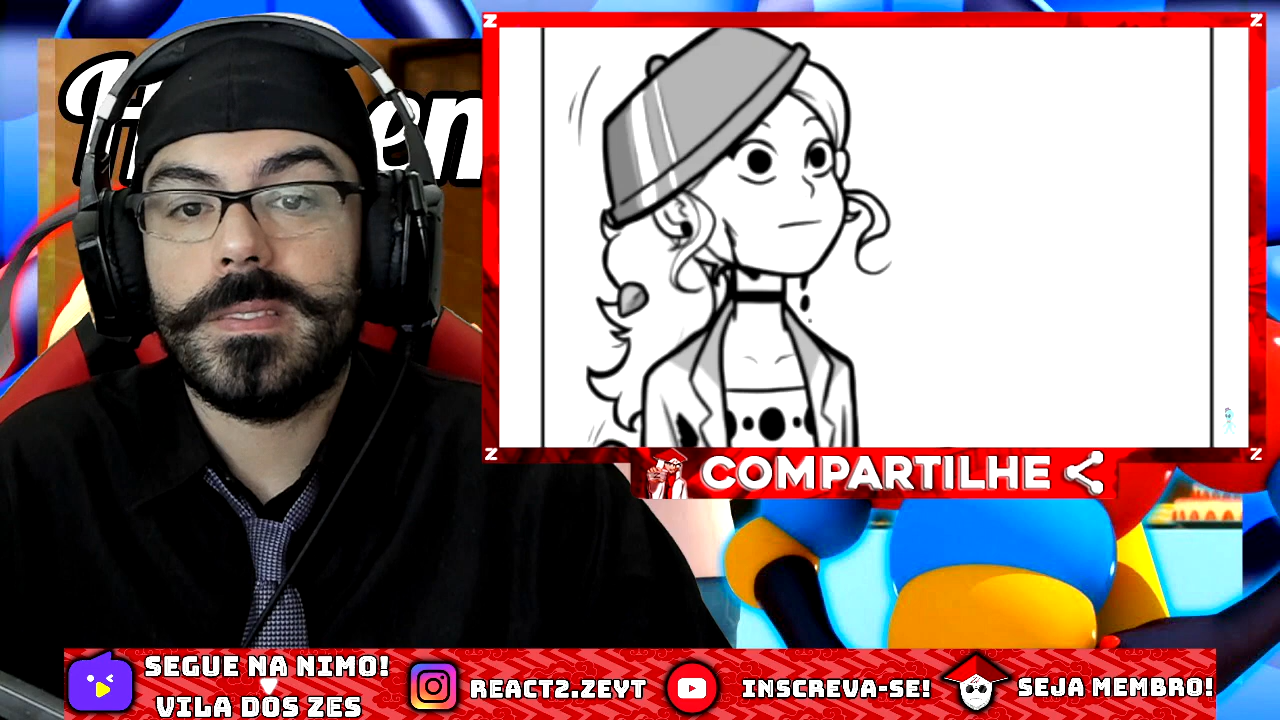 Z
Z
Z
Z
COMPARTILHE
SEGUE NA NIMO!
VILA DOS ZES
REACT2.ZEYT
INSCREVA-SE!
SEJA MEMBRO!